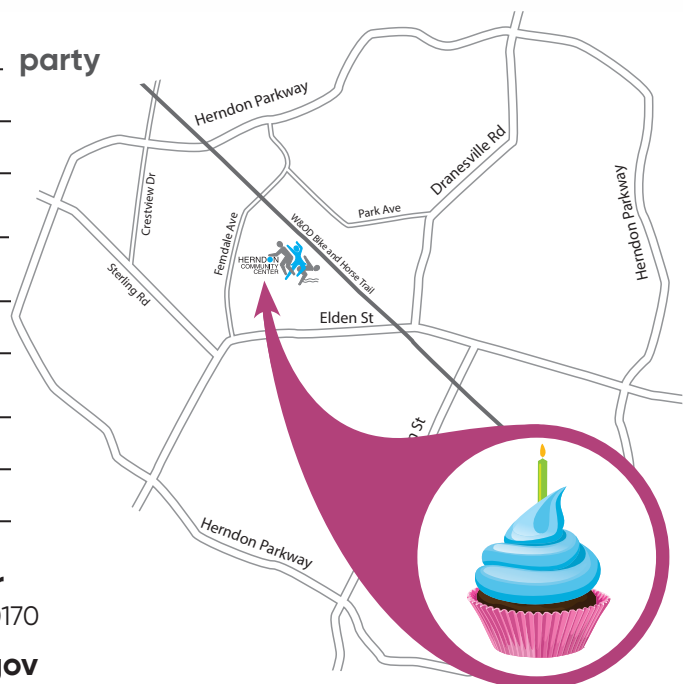 party
Herndon Parkway
Dranesville Rd
Crestview Dr
Park Ave
Herndon Parkway
Ferndale Ave
W&OD Bike and Horse Trail
HERNDON
COMMUNITY
CENTER
Sterling Rd
Elden St
St
Herndon Parkway
0170
gov